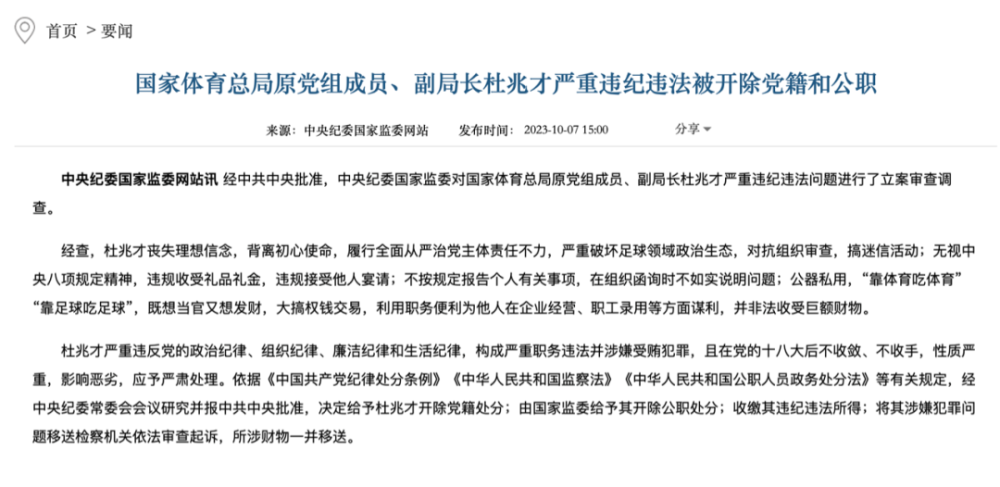 首页 > 要闻
国家体育总局原党组成员、副局长杜兆才严重违纪违法被开除党籍和公职
来源：中央纪委国家监委网站 发布时间：2023-10-07 15:00 分享
中央纪委国家监委网站讯 经中共中央批准，中央纪委国家监委对国家体育总局原党组成员、副局长杜兆才严重违纪违法问题进行了立案审查调
查。
经查，杜兆才丧失理想信念，背离初心使命，履行全面从严治党主体责任不力，严重破坏足球领域政治生态，对抗组织审查，搞迷信活动；无视中
央八项规定精神，违规收受礼品礼金，违规接受他人宴请；不按规定报告个人有关事项，在组织函询时不如实说明问题；公器私用，“靠体育吃体育”
“靠足球吃足球”，既想当官又想发财，大搞权钱交易，利用职务便利为他人在企业经营、职工录用等方面谋利，并非法收受巨额财物。
杜兆才严重违反党的政治纪律、组织纪律、廉洁纪律和生活纪律，构成严重职务违法并涉嫌受贿犯罪，且在党的十八大后不收敛、不收手，性质严
重，影响恶劣，应予严肃处理。依据《中国共产党纪律处分条例》《中华人民共和国监察法》《中华人民共和国公职人员政务处分法》等有关规定，经
中央纪委常委会会议研究并报中共中央批准，决定给予杜兆才开除党籍处分；由国家监委给予其开除公职处分；收缴其违纪违法所得；将其涉嫌犯罪问
题移送检察机关依法审查起诉，所涉财物一并移送。